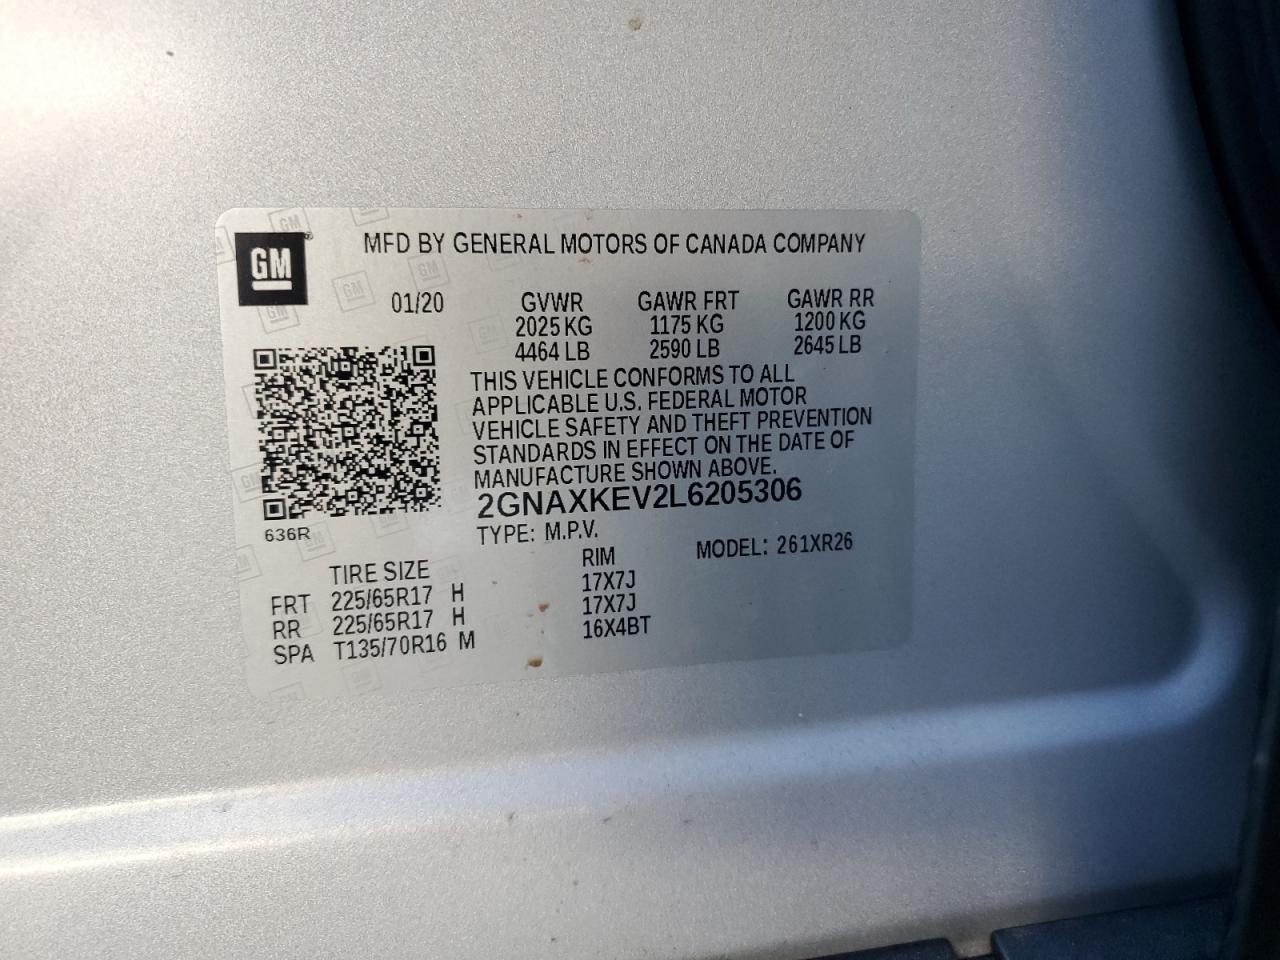 GM
MFD BY GENERAL MOTORS OF CANADA COMPANY
01/20 GVWR GAWR FRT GAWR RR
2025 KG 1175 KG 1200 KG
4464 LB 2590 LB 2645 LB
THIS VEHICLE CONFORMS TO ALL
APPLICABLE U.S. FEDERAL MOTOR
VEHICLE SAFETY AND THEFT PREVENTION
STANDARDS IN EFFECT ON THE DATE OF
MANUFACTURE SHOWN ABOVE.
2GNAXKEV2L6205306
636R
TYPE: M.P.V. MODEL: 261XR26
TIRE SIZE RIM
FRT 225/65R17 H 17X7J
RR 225/65R17 H 17X7J
SPA T135/70R16 M 16X4BT